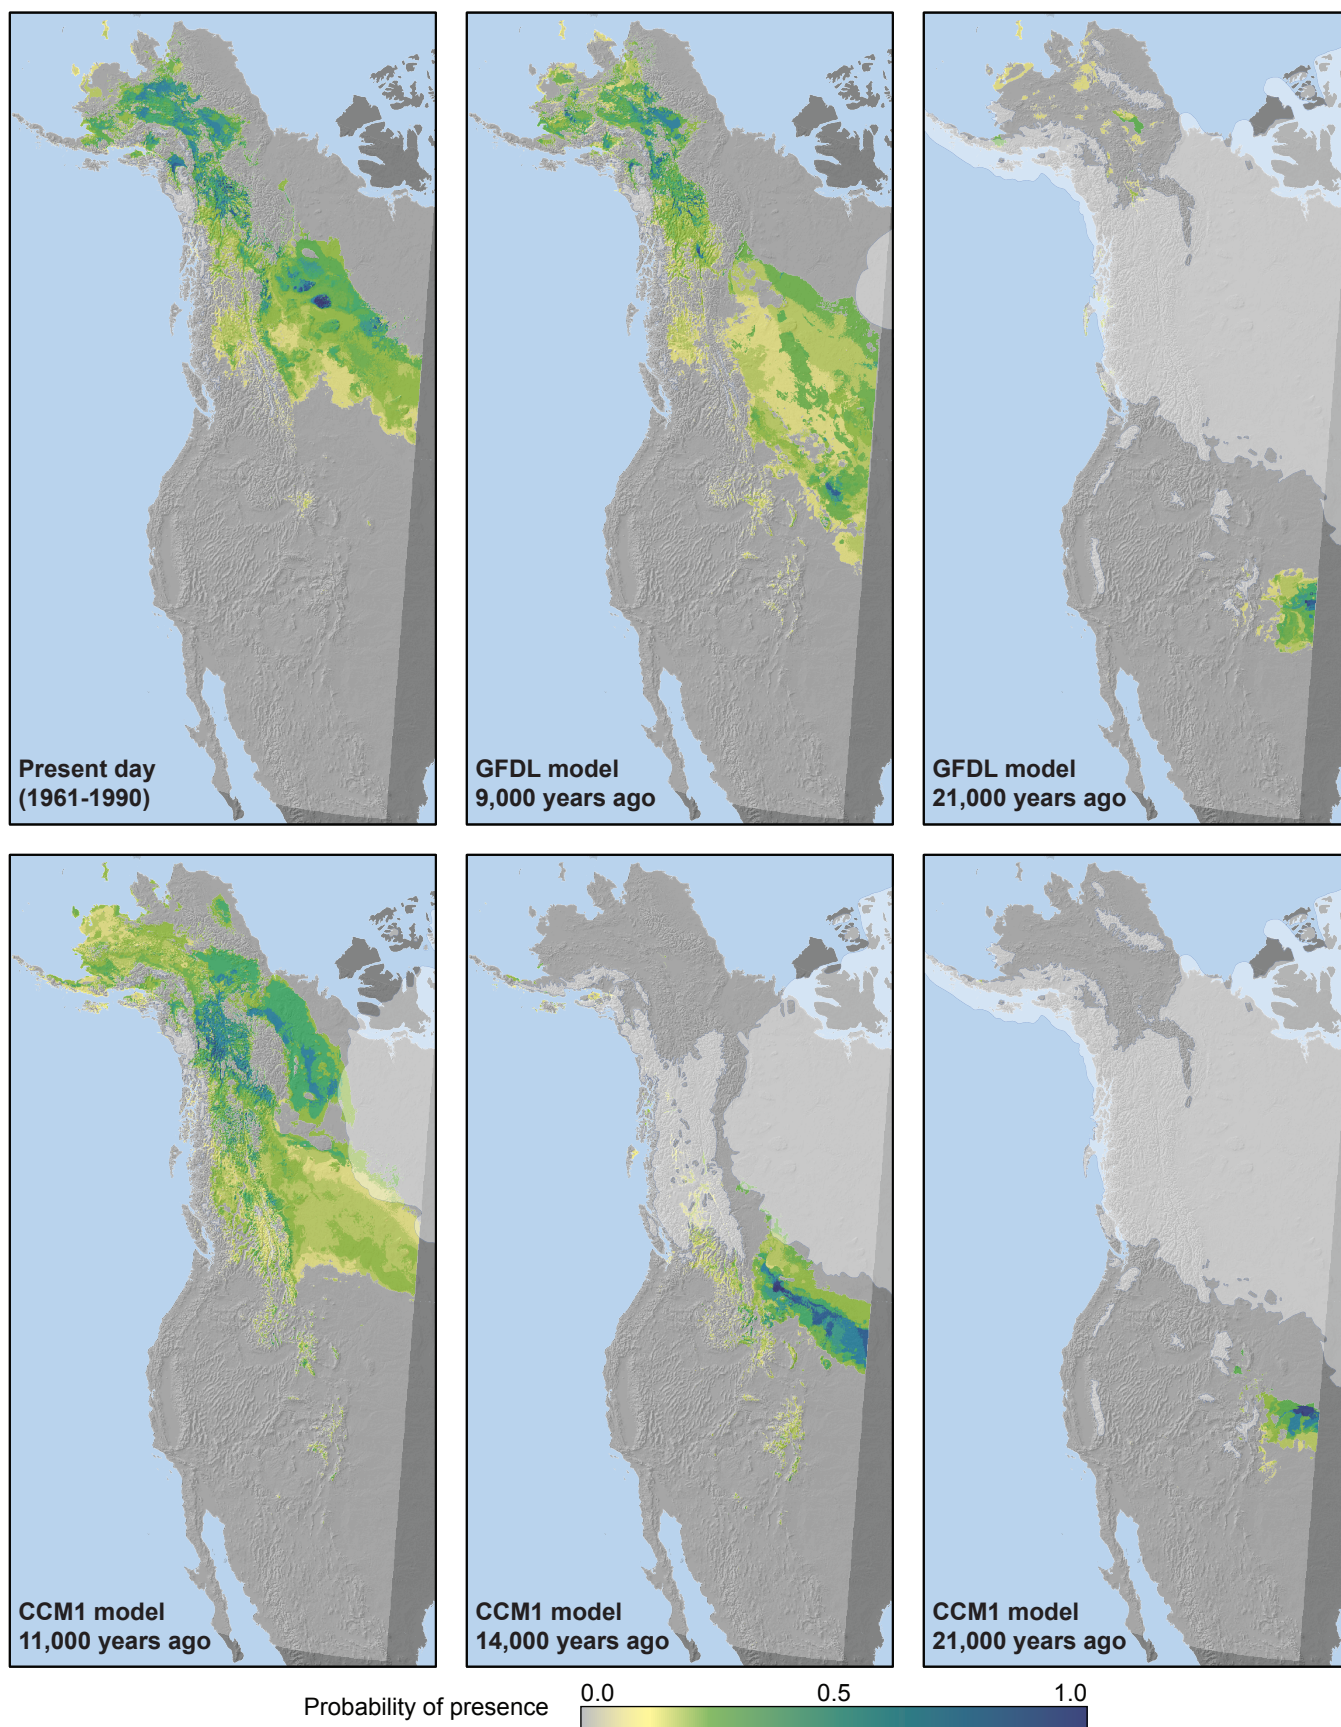 Present day
(1961-1990)
GFDL model
9,000 years ago
GFDL model
21,000 years ago
CCM1 model
11,000 years ago
CCM1 model
14,000 years ago
CCM1 model
21,000 years ago
Probability of presence
0.0 0.5 1.0